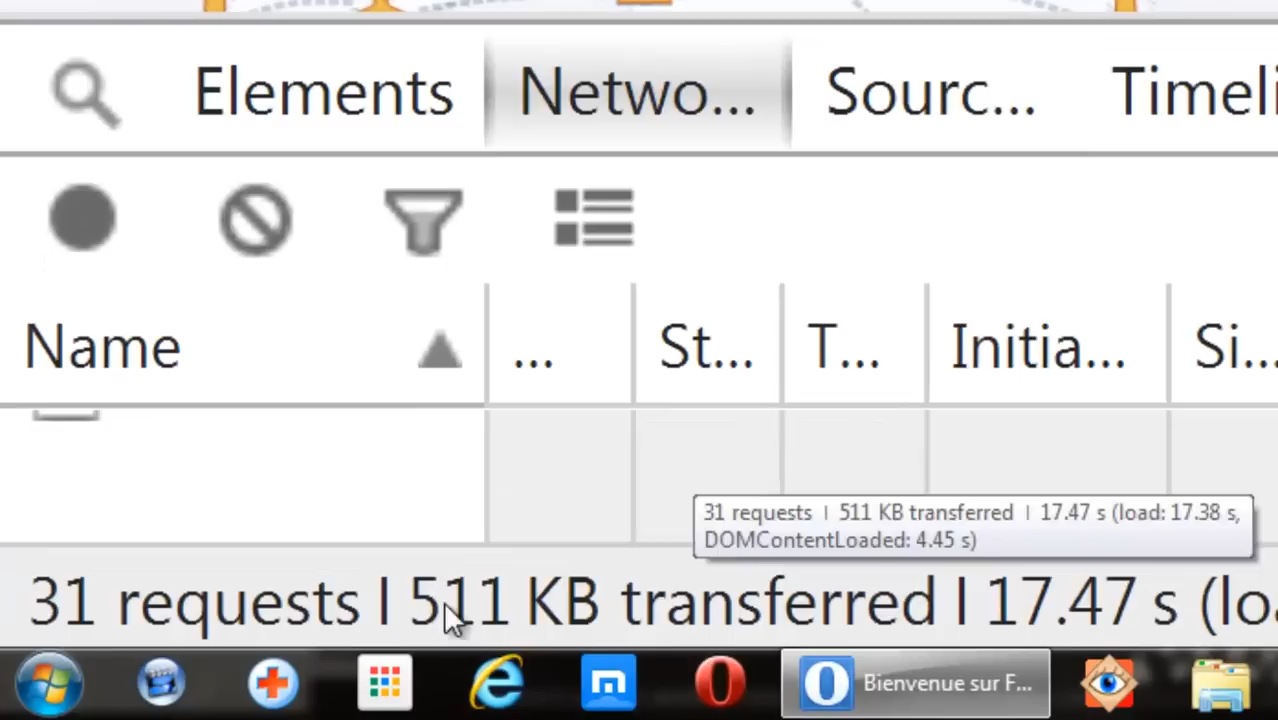 Elements Netwo... Sourc... Timeli
Name ... St... T... Initia... Si...
31 requests I 511 KB transferred I 17.47 s (load: 17.38 s,
DOMContentLoaded: 4.45 s)
31 requests I 511 KB transferred I 17.47 s (lo
Bienvenue sur F...